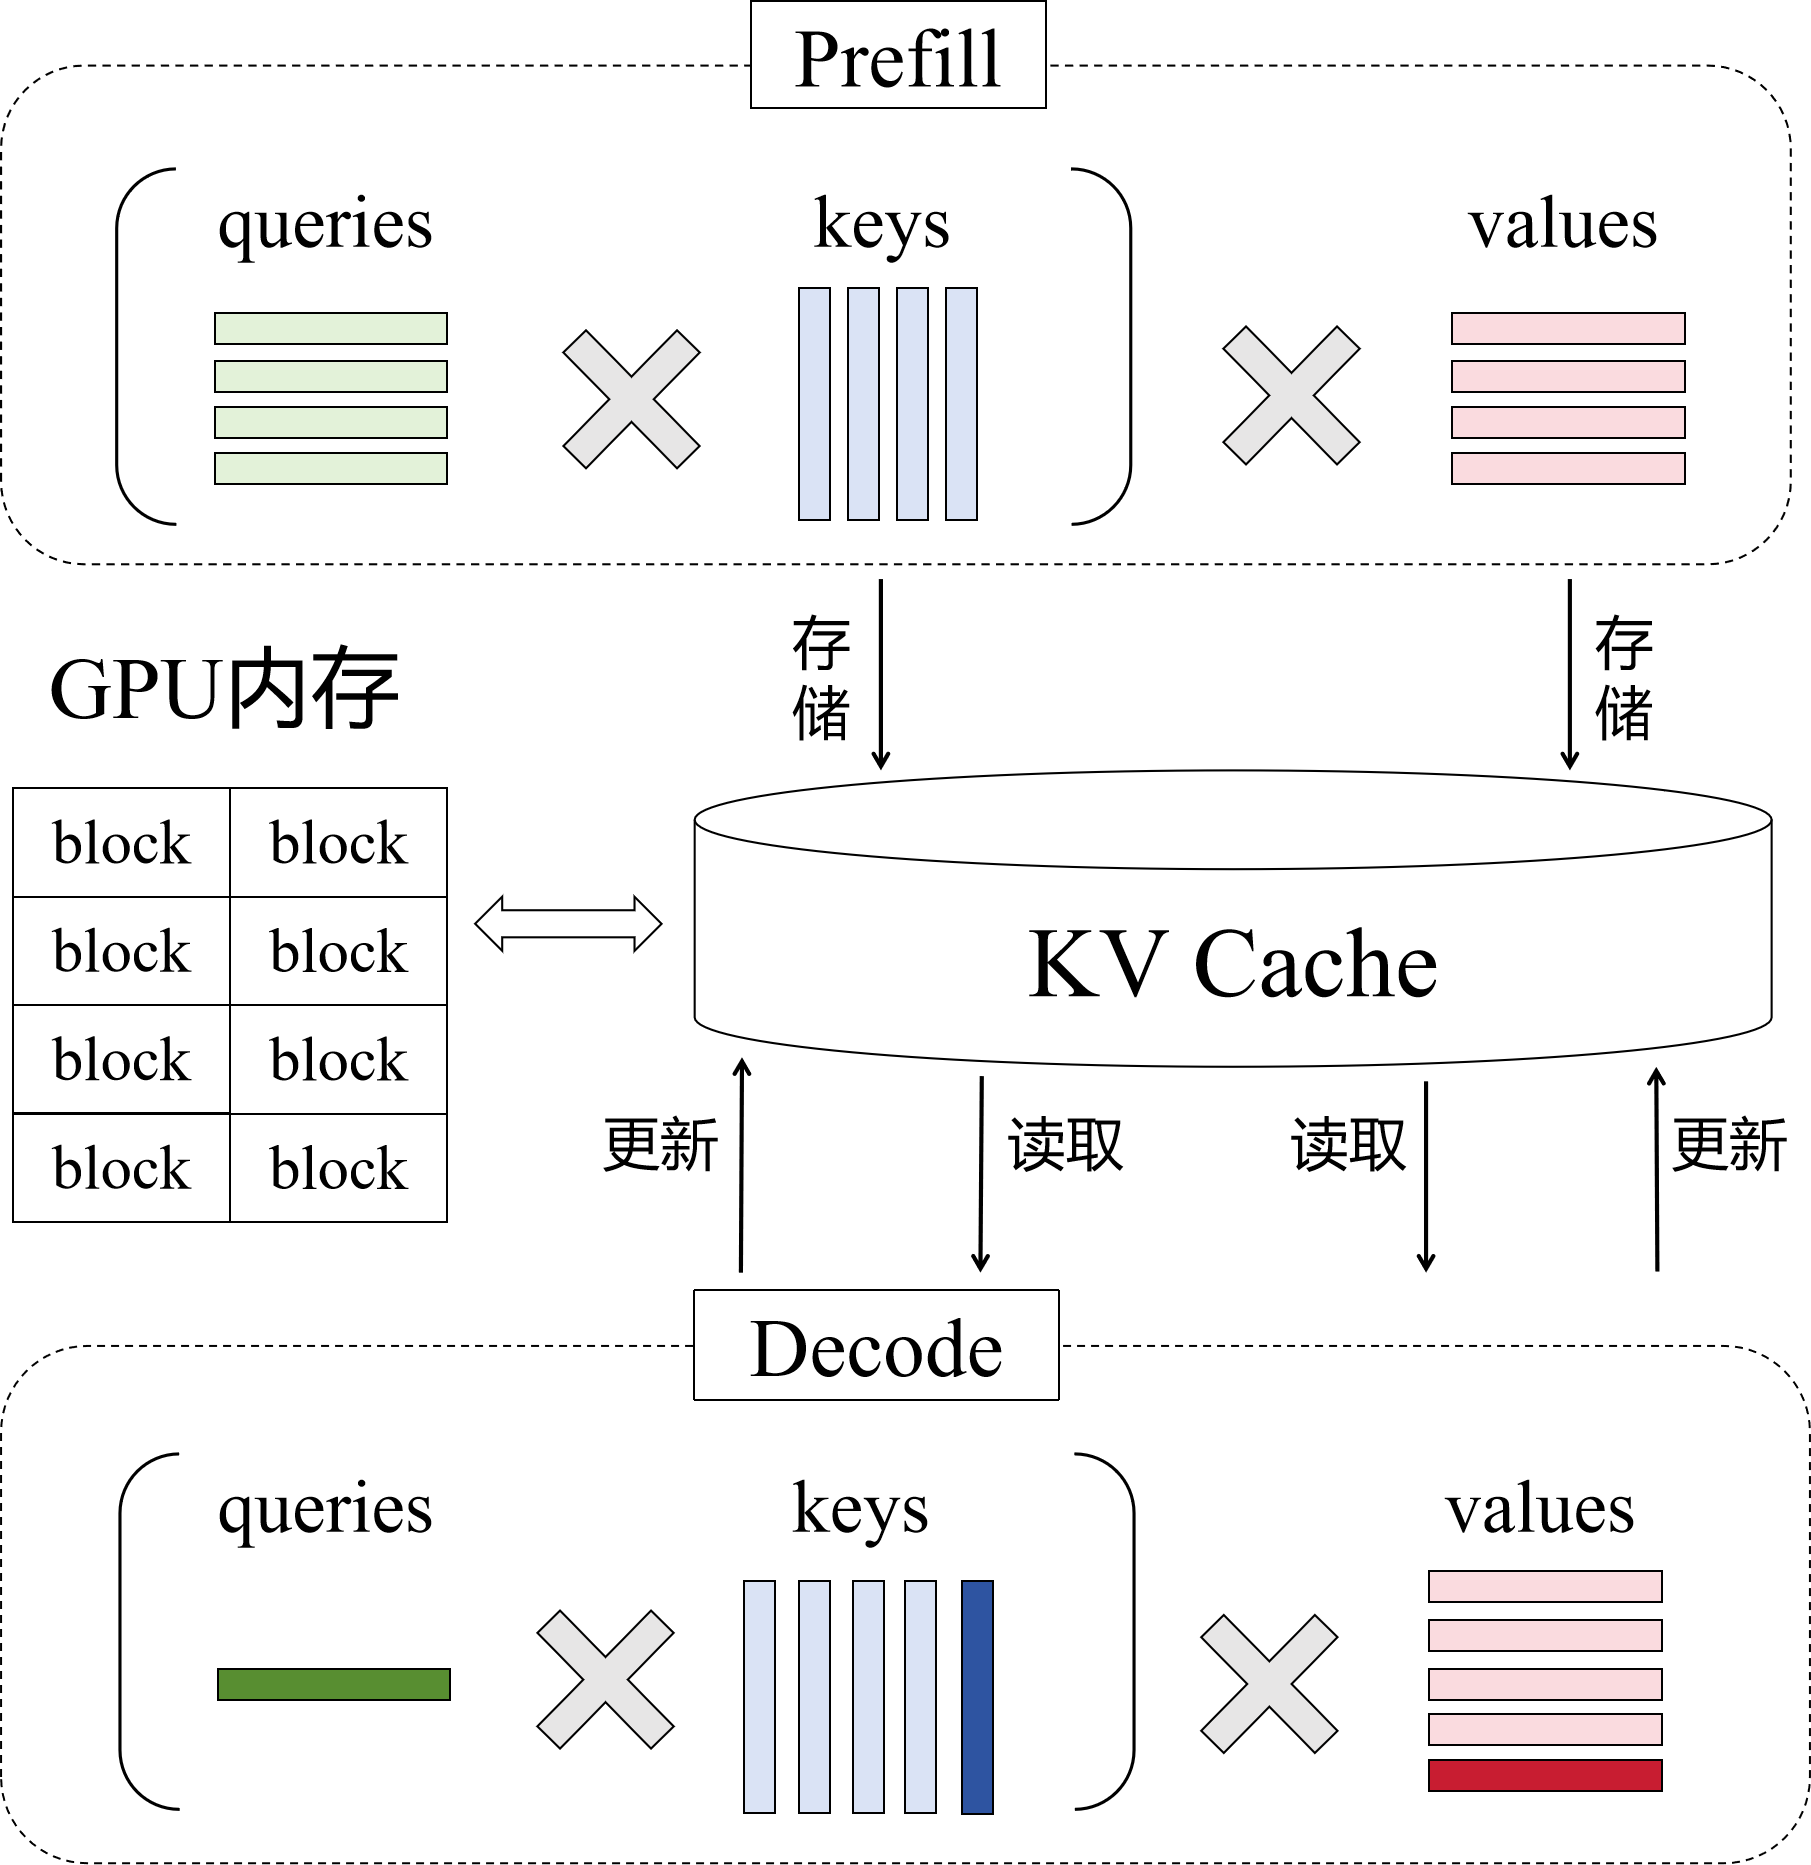 Prefill
queries
keys
values
存储
存储
GPU内存
block block
block block
block block
block block
KV Cache
更新
读取
读取
更新
Decode
queries
keys
values